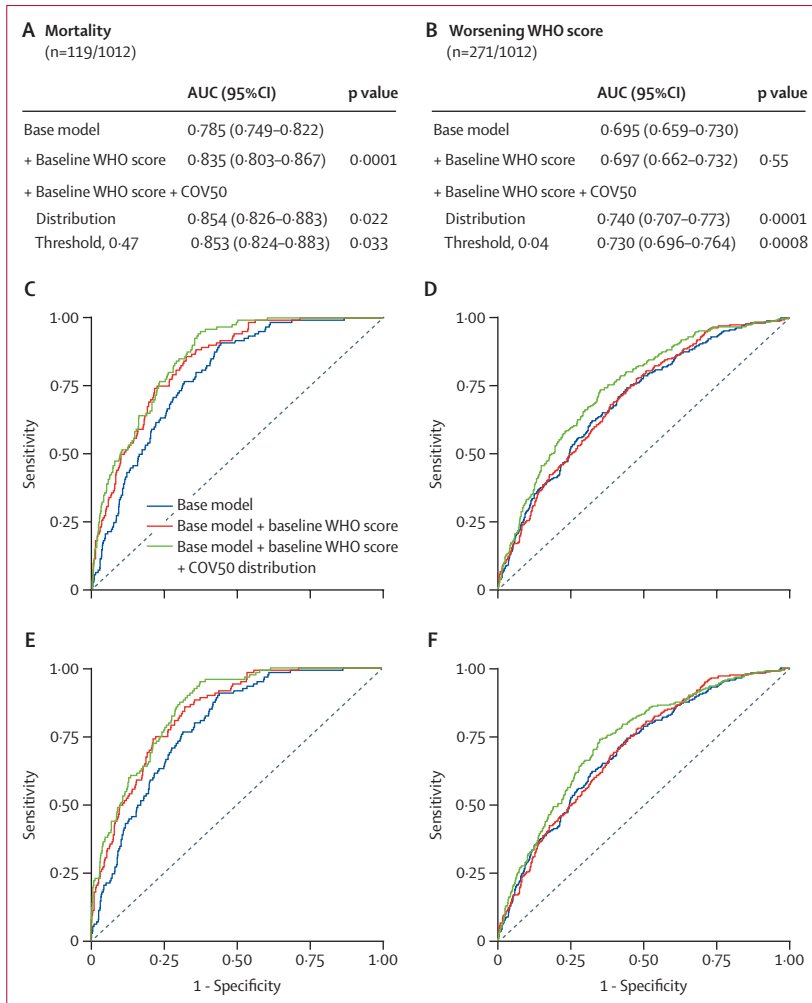 A Mortality
(n=119/1012)
AUC (95%CI) p value
Base model 0·785 (0·749–0·822)
+ Baseline WHO score 0·835 (0·803–0·867) 0·0001
+ Baseline WHO score + COV50
Distribution 0·854 (0·826–0·883) 0·022
Threshold, 0·47 0·853 (0·824–0·883) 0·033
B Worsening WHO score
(n=271/1012)
AUC (95%CI) p value
Base model 0·695 (0·659–0·730)
+ Baseline WHO score 0·697 (0·662–0·732) 0·55
+ Baseline WHO score + COV50
Distribution 0·740 (0·707–0·773) 0·0001
Threshold, 0·04 0·730 (0·696–0·764) 0·0008
C
1·00
0·75
0·50
0·25
0
Sensitivity
Base model
Base model + baseline WHO score
Base model + baseline WHO score
+ COV50 distribution
D
1·00
0·75
0·50
0·25
0
Sensitivity
E
1·00
0·75
0·50
0·25
0
Sensitivity
0 0·25 0·50 0·75 1·00
1 - Specificity
F
1·00
0·75
0·50
0·25
0
Sensitivity
0 0·25 0·50 0·75 1·00
1 - Specificity